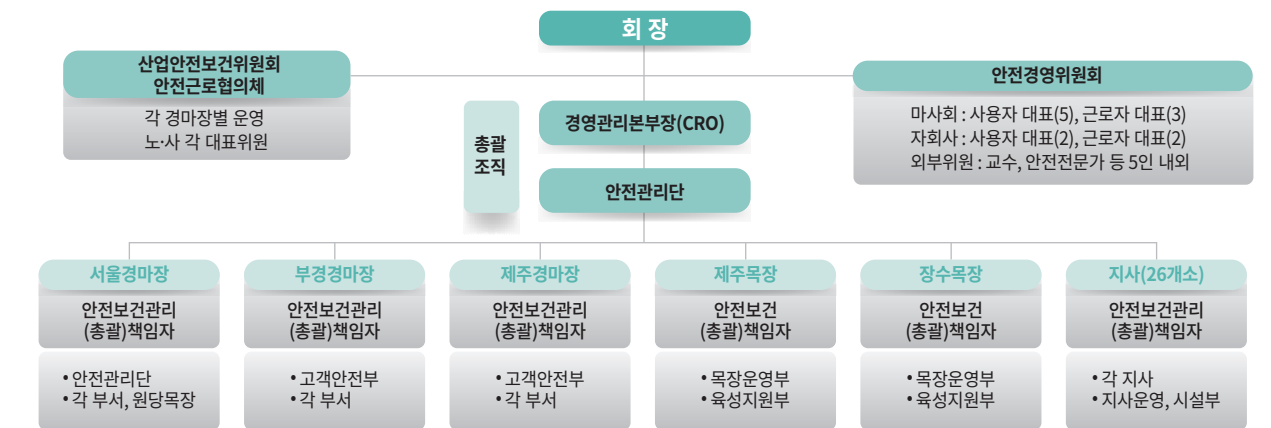 회 장
산업안전보건위원회
안전근로협의체
각 경마장별 운영
노·사 각 대표위원
안전경영위원회
마사회 : 사용자 대표(5), 근로자 대표(3)
자회사 : 사용자 대표(2), 근로자 대표(2)
외부위원 : 교수, 안전전문가 등 5인 내외
총괄
조직
경영관리본부장(CRO)
안전관리단
서울경마장
안전보건관리
(총괄)책임자
• 안전관리단
• 각 부서, 원당목장
부경경마장
안전보건관리
(총괄)책임자
• 고객안전부
• 각 부서
제주경마장
안전보건관리
(총괄)책임자
• 고객안전부
• 각 부서
제주목장
안전보건
(총괄)책임자
• 목장운영부
• 육성지원부
장수목장
안전보건
(총괄)책임자
• 목장운영부
• 육성지원부
지사(26개소)
안전보건관리
(총괄)책임자
• 각 지사
• 지사운영, 시설부